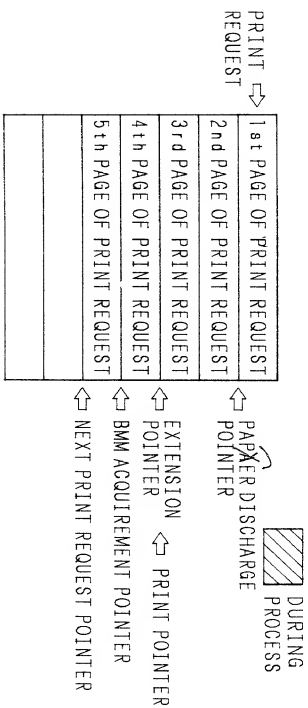 PRINT
REQUEST
1st PAGE OF PRINT REQUEST
2nd PAGE OF PRINT REQUEST
3rd PAGE OF PRINT REQUEST
4th PAGE OF PRINT REQUEST
5th PAGE OF PRINT REQUEST
DURING
PROCESS
PAPXER DISCHARGE
POINTER
EXTENSION
POINTER
PRINT POINTER
BMM ACQUIREMENT POINTER
NEXT PRINT REQUEST POINTER